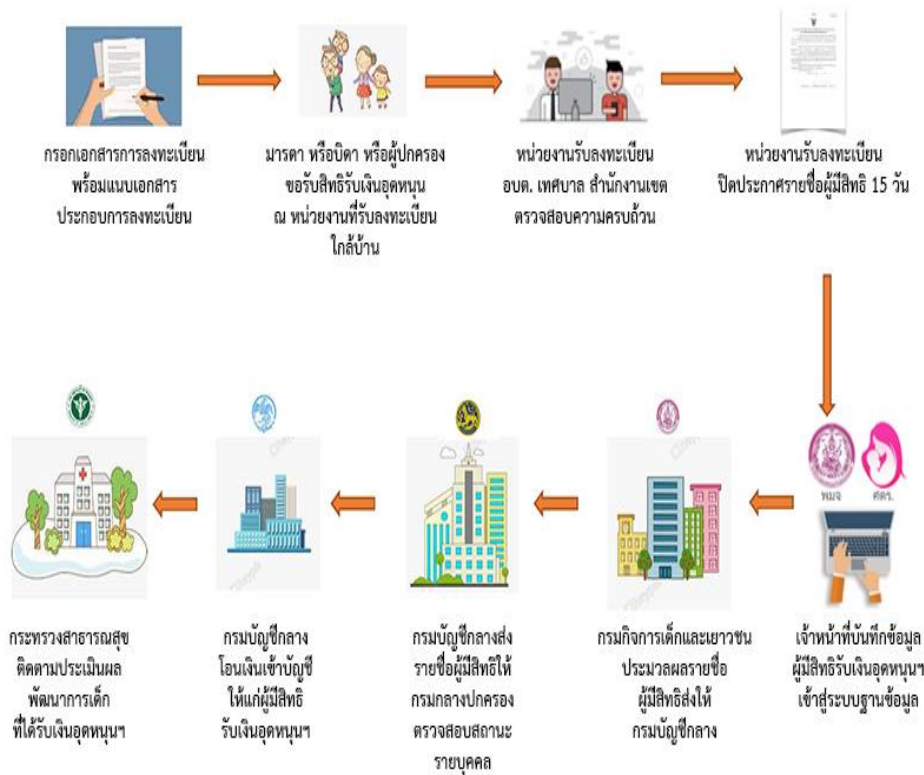 กรอกเอกสารการลงทะเบียน
พร้อมแนบเอกสาร
ประกอบการลงทะเบียน
มารดา หรือบิดา หรือผู้ปกครอง
ขอรับสิทธิรับเงินอุดหนุน
ณ หน่วยงานที่รับลงทะเบียน
ใกล้บ้าน
หน่วยงานรับลงทะเบียน
อบต. เทศบาล สำนักงานเขต
ตรวจสอบความครบถ้วน
หน่วยงานรับลงทะเบียน
ปิดประกาศรายชื่อผู้มีสิทธิ 15 วัน
พมจ
ศดร.
เจ้าหน้าที่บันทึกข้อมูล
ผู้มีสิทธิรับเงินอุดหนุนฯ
เข้าสู่ระบบฐานข้อมูล
กรมกิจการเด็กและเยาวชน
ประมวลผลรายชื่อ
ผู้มีสิทธิส่งให้
กรมบัญชีกลาง
กรมบัญชีกลางส่ง
รายชื่อผู้มีสิทธิให้
กรมกลางปกครอง
ตรวจสอบสถานะ
รายบุคคล
กรมบัญชีกลาง
โอนเงินเข้าบัญชี
ให้แก่ผู้มีสิทธิ
รับเงินอุดหนุนฯ
กระทรวงสาธารณสุข
ติดตามประเมินผล
พัฒนาการเด็ก
ที่ได้รับเงินอุดหนุนฯ